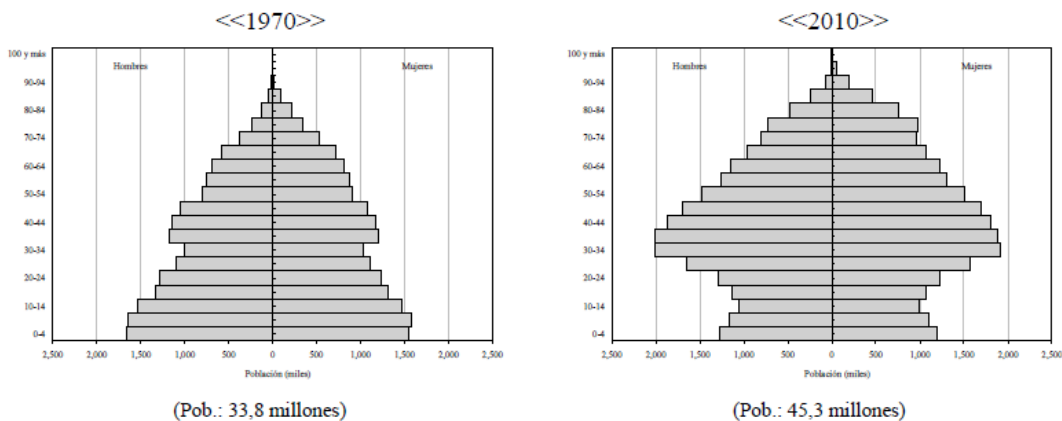 <<1970>>
100 y más
90-94
80-84
70-74
60-64
50-54
40-44
30-34
20-24
10-14
0-4
Hombres
Mujeres
2,500 2,000 1,500 1,000 500 0 500 1,000 1,500 2,000 2,500
Población (miles)
(Pob.: 33,8 millones)
<<2010>>
100 y más
90-94
80-84
70-74
60-64
50-54
40-44
30-34
20-24
10-14
0-4
Hombres
Mujeres
2,500 2,000 1,500 1,000 500 0 500 1,000 1,500 2,000 2,500
Población (miles)
(Pob.: 45,3 millones)